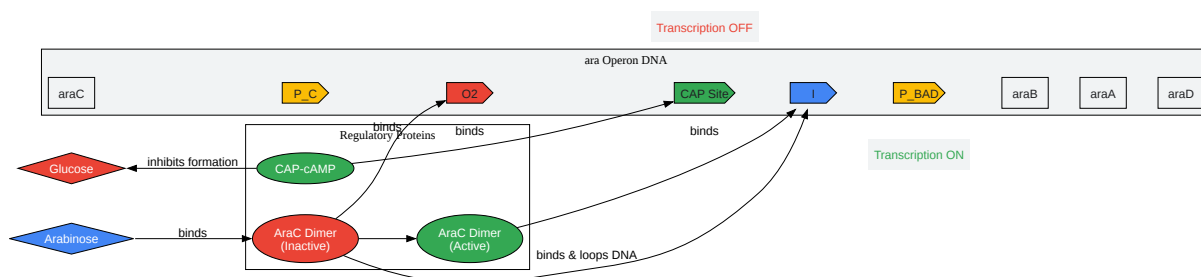 Transcription OFF
ara Operon DNA
araC
P_C
O2
CAP Site
I
P_BAD
araB
araA
araD
binds
binds
binds
Regulatory Proteins
Transcription ON
Glucose
inhibits formation
CAP-cAMP
Arabinose
binds
AraC Dimer
(Inactive)
AraC Dimer
(Active)
binds & loops DNA